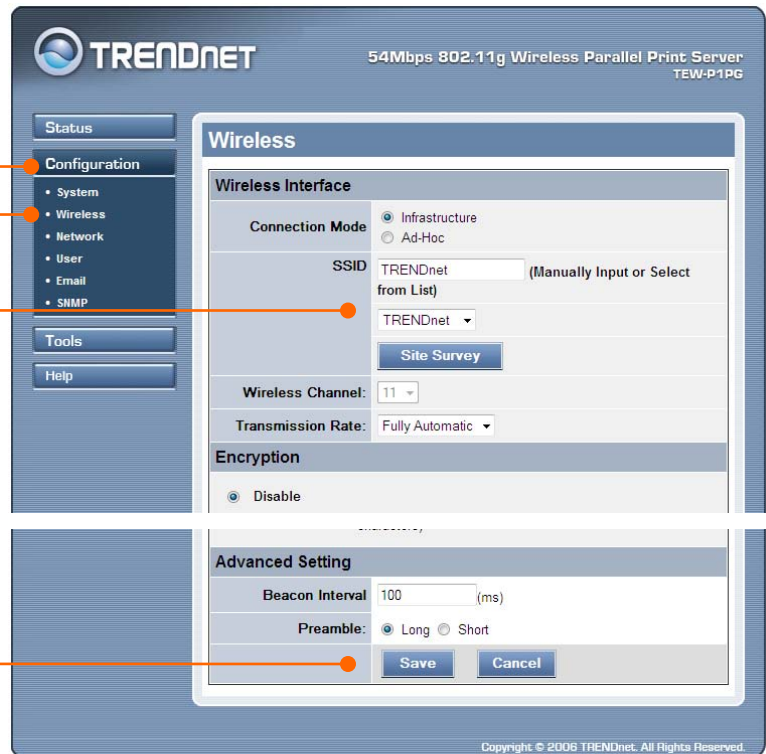 TRENDnet
54Mbps 802.11g Wireless Parallel Print Server
TEW-P1PG
Status
Configuration
• System
• Wireless
• Network
• User
• Email
• SNMP
Tools
Help
Wireless
Wireless Interface
Connection Mode
Infrastructure
Ad-Hoc
SSID
TRENDnet (Manually Input or Select
from List)
TRENDnet
Site Survey
Wireless Channel: 11
Transmission Rate: Fully Automatic
Encryption
Disable
Advanced Setting
Beacon Interval 100 (ms)
Preamble: Long Short
Save Cancel
Copyright © 2006 TRENDnet. All Rights Reserved.